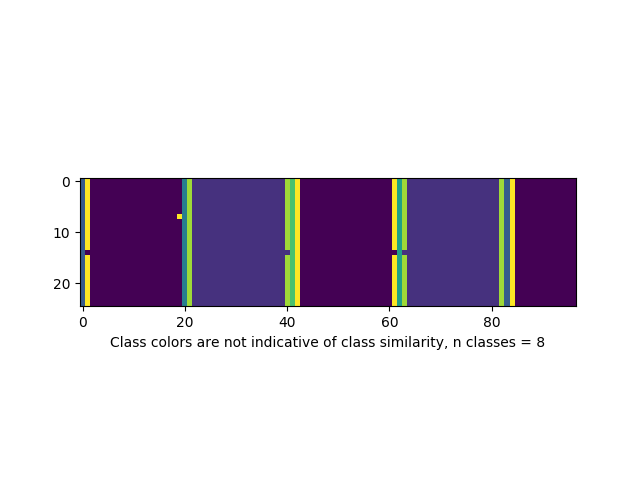 0
10
20
0 20 40 60 80
Class colors are not indicative of class similarity, n classes = 8